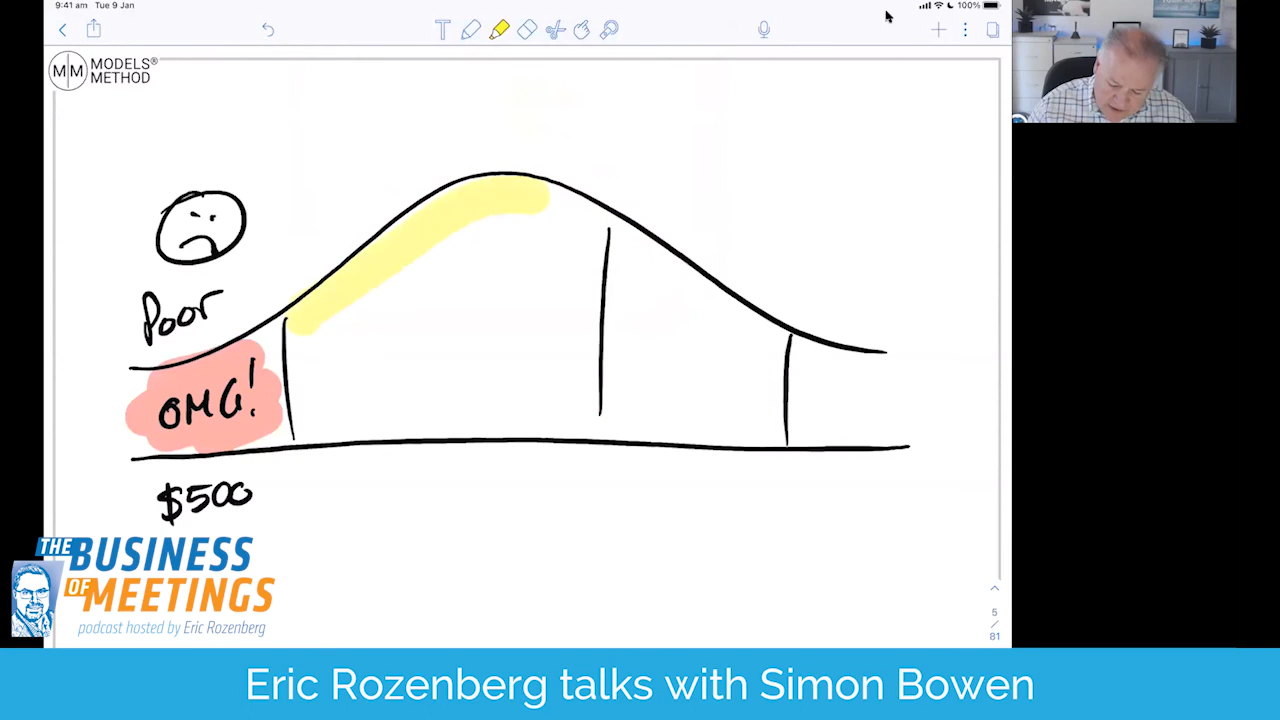 9:41 am Tue 9 Jan
100%
T
MM MODELS®
METHOD
Poor
OMG!
$500
THE BUSINESS
OF MEETINGS
podcast hosted by Eric Rozenberg
5
/
81
Eric Rozenberg talks with Simon Bowen